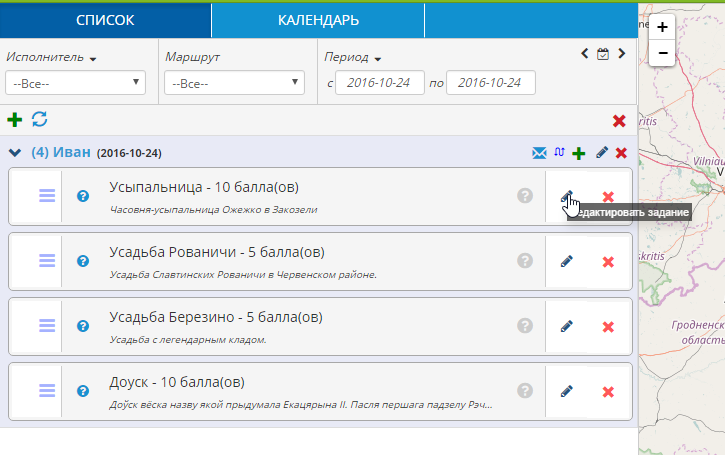 СПИСОК
КАЛЕНДАРЬ
Исполнитель
Маршрут
Период
--Все--
--Все--
с 2016-10-24 по 2016-10-24
(4) Иван (2016-10-24)
Усыпальница - 10 балла(ов)
Часовня-усыпальница Ожежко в Закозели
едактировать задание
Усадьба Рованичи - 5 балла(ов)
Усадьба Славтинских Рованичи в Червенском районе.
Усадьба Березино - 5 балла(ов)
Усадьба с легендарным кладом.
Доуск - 10 балла(ов)
Доўск вёска назву якой прыдумала Екацярына II. Пасля першага падзелу Рэч...
+
−
ritis
Vilniau
skritis
Гродненск
область